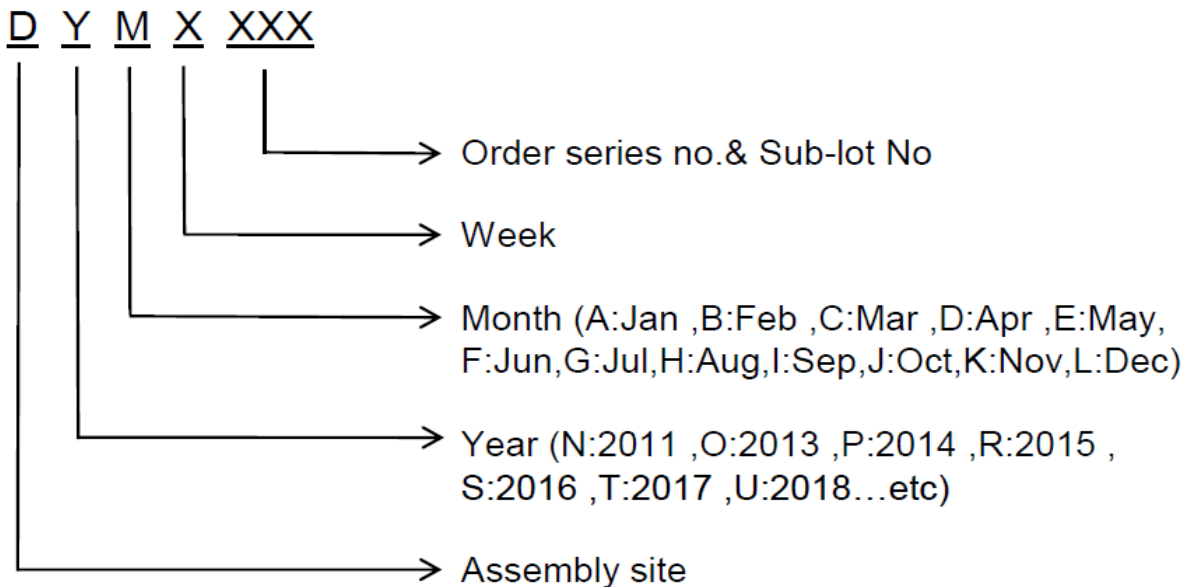 D Y M X XXX
Order series no.& Sub-lot No
Week
Month (A:Jan ,B:Feb ,C:Mar ,D:Apr ,E:May,
F:Jun,G:Jul,H:Aug,I:Sep,J:Oct,K:Nov,L:Dec)
Year (N:2011 ,O:2013 ,P:2014 ,R:2015 ,
S:2016 ,T:2017 ,U:2018…etc)
Assembly site